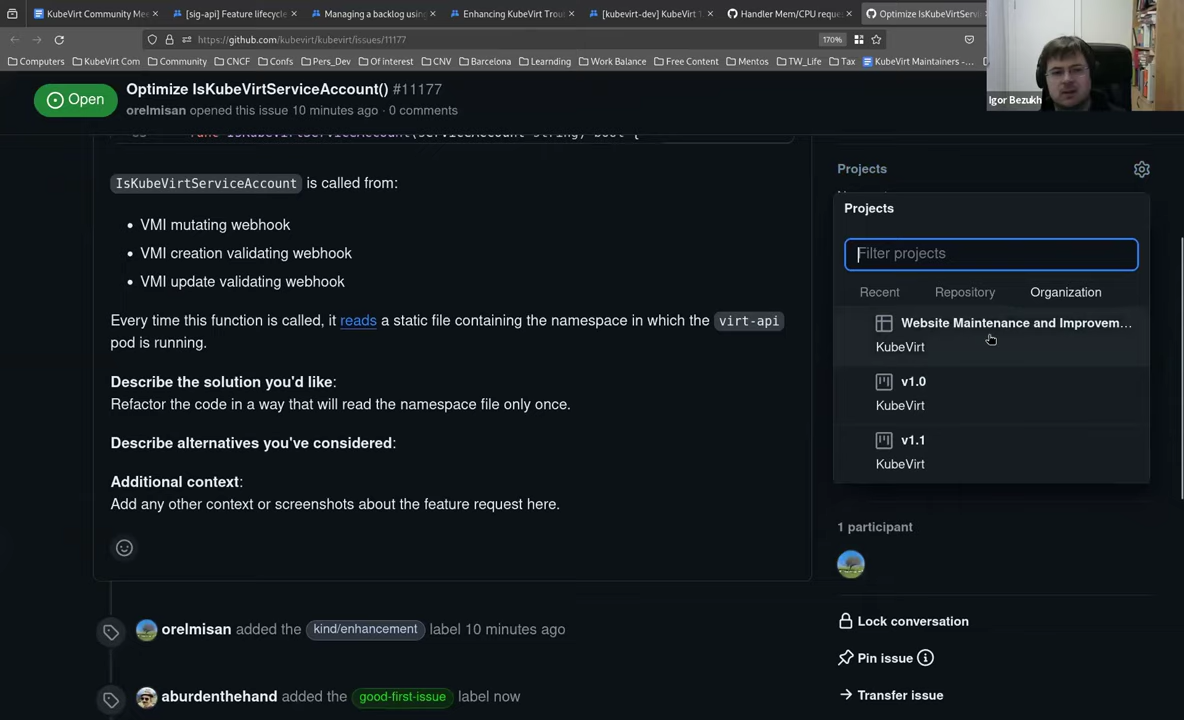 KubeVirt Community Mee
[sig-api] Feature lifecycle
Managing a backlog usin
Enhancing KubeVirt Trou
[kubevirt-dev] KubeVirt
Handler Mem/CPU reque
Optimize IsKubeVirtServi
https://github.com/kubevirt/kubevirt/issues/11177
170%
Computers
KubeVirt Com
Community
CNCF
Confs
Pers_Dev
Of interest
CNV
Barcelona
Learnding
Work Balance
Free Content
Mentos
TW_Life
Tax
KubeVirt Maintainers -...
Igor Bezukh
Open
Optimize IsKubeVirtServiceAccount() #11177
orelmisan opened this issue 10 minutes ago · 0 comments
IsKubeVirtServiceAccount is called from:
• VMI mutating webhook
• VMI creation validating webhook
• VMI update validating webhook
Every time this function is called, it reads a static file containing the namespace in which the virt-api
pod is running.
Describe the solution you'd like:
Refactor the code in a way that will read the namespace file only once.
Describe alternatives you've considered:
Additional context:
Add any other context or screenshots about the feature request here.
orelmisan added the kind/enhancement label 10 minutes ago
aburdenthehand added the good-first-issue label now
Projects
Projects
Filter projects
Recent Repository Organization
Website Maintenance and Improvem...
KubeVirt
v1.0
KubeVirt
v1.1
KubeVirt
1 participant
Lock conversation
Pin issue
Transfer issue